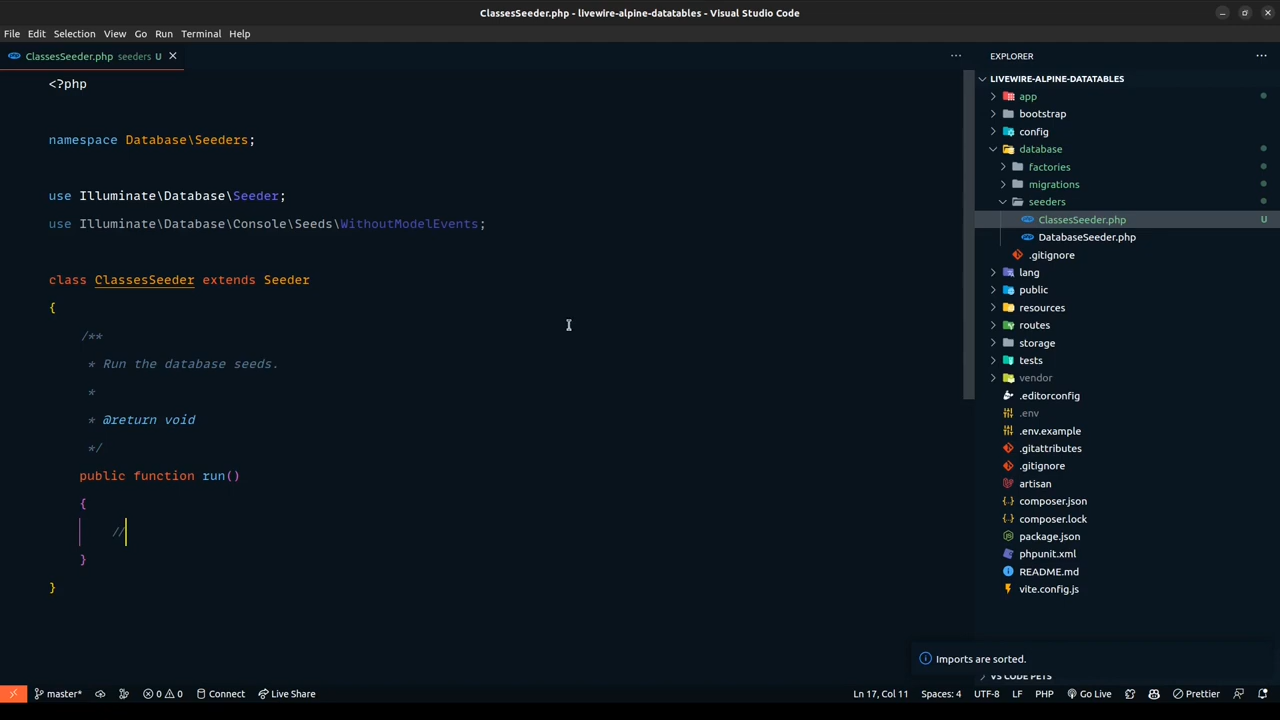 ClassesSeeder.php - livewire-alpine-datatables - Visual Studio Code
File Edit Selection View Go Run Terminal Help
ClassesSeeder.php seeders U
<?php
namespace Database\Seeders;
use Illuminate\Database\Seeder;
use Illuminate\Database\Console\Seeds\WithoutModelEvents;
class ClassesSeeder extends Seeder
{
/**
* Run the database seeds.
*
* @return void
*/
public function run()
{
//
}
}
EXPLORER
LIVEWIRE-ALPINE-DATATABLES
app
bootstrap
config
database
factories
migrations
seeders
ClassesSeeder.php U
DatabaseSeeder.php
.gitignore
lang
public
resources
routes
storage
tests
vendor
.editorconfig
.env
.env.example
.gitattributes
.gitignore
artisan
composer.json
composer.lock
package.json
phpunit.xml
README.md
vite.config.js
Imports are sorted.
VS CODE PETS
master* 0 0 Connect Live Share Ln 17, Col 11 Spaces: 4 UTF-8 LF PHP Go Live Prettier